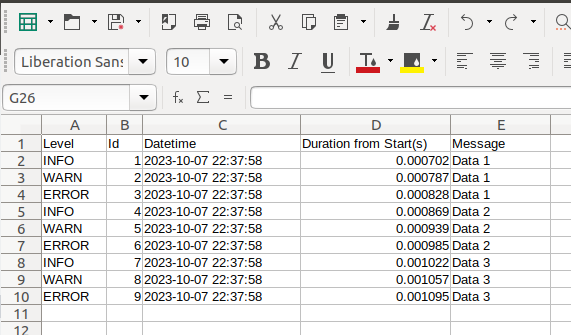 Liberation Sans 10 B I U T
G26 fx Σ =
A B C D E
1 Level Id Datetime Duration from Start(s) Message
2 INFO 1 2023-10-07 22:37:58 0.000702 Data 1
3 WARN 2 2023-10-07 22:37:58 0.000787 Data 1
4 ERROR 3 2023-10-07 22:37:58 0.000828 Data 1
5 INFO 4 2023-10-07 22:37:58 0.000869 Data 2
6 WARN 5 2023-10-07 22:37:58 0.000939 Data 2
7 ERROR 6 2023-10-07 22:37:58 0.000985 Data 2
8 INFO 7 2023-10-07 22:37:58 0.001022 Data 3
9 WARN 8 2023-10-07 22:37:58 0.001057 Data 3
10 ERROR 9 2023-10-07 22:37:58 0.001095 Data 3
11
12